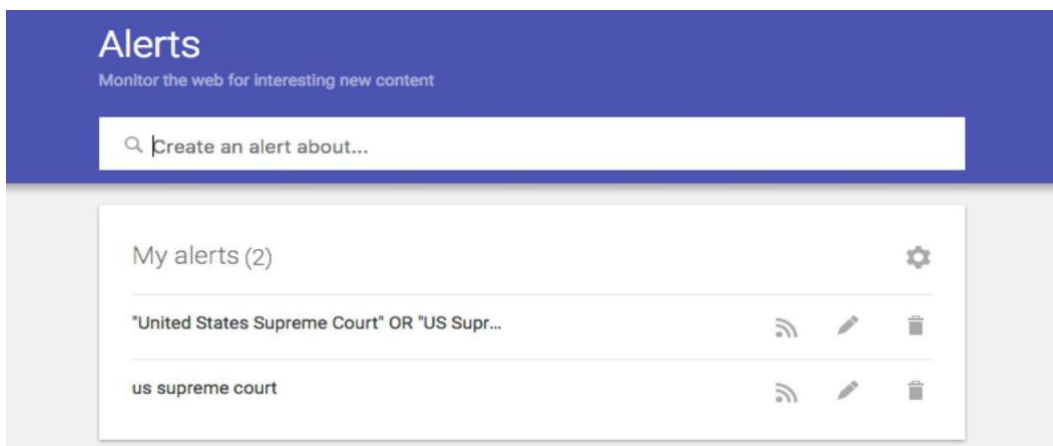 Alerts
Monitor the web for interesting new content
Create an alert about...
My alerts (2)
"United States Supreme Court" OR "US Supr...
us supreme court